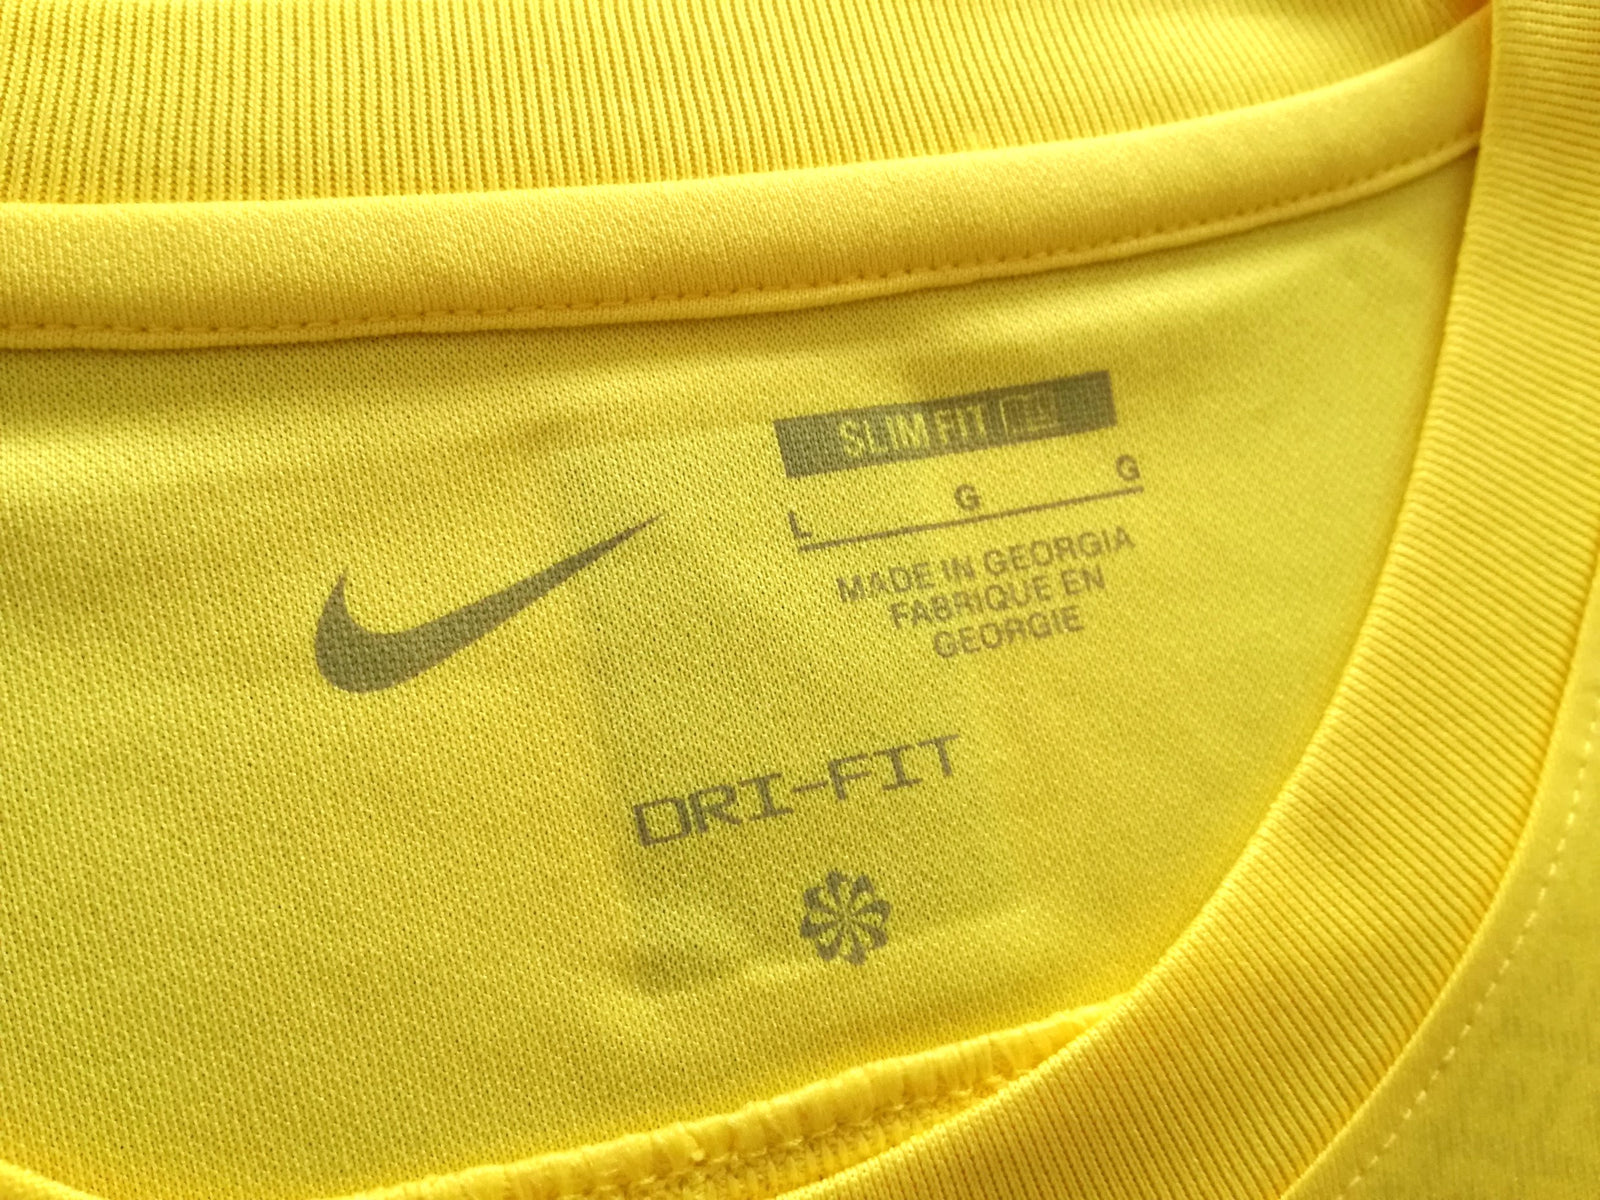 SLIM FIT
L G G
MADE IN GEORGIA
FABRIQUE EN
GEORGIE
DRI-FIT